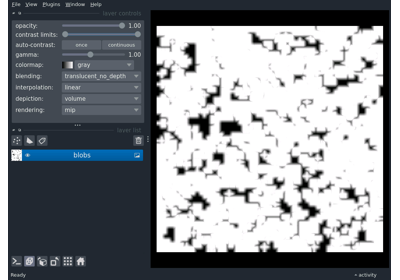 File View Plugins Window Help
layer controls
opacity: 1.00
contrast limits:
auto-contrast: once continuous
gamma: 1.00
colormap: gray
blending: translucent_no_depth
interpolation: linear
depiction: volume
rendering: mip
layer list
blobs
Ready activity